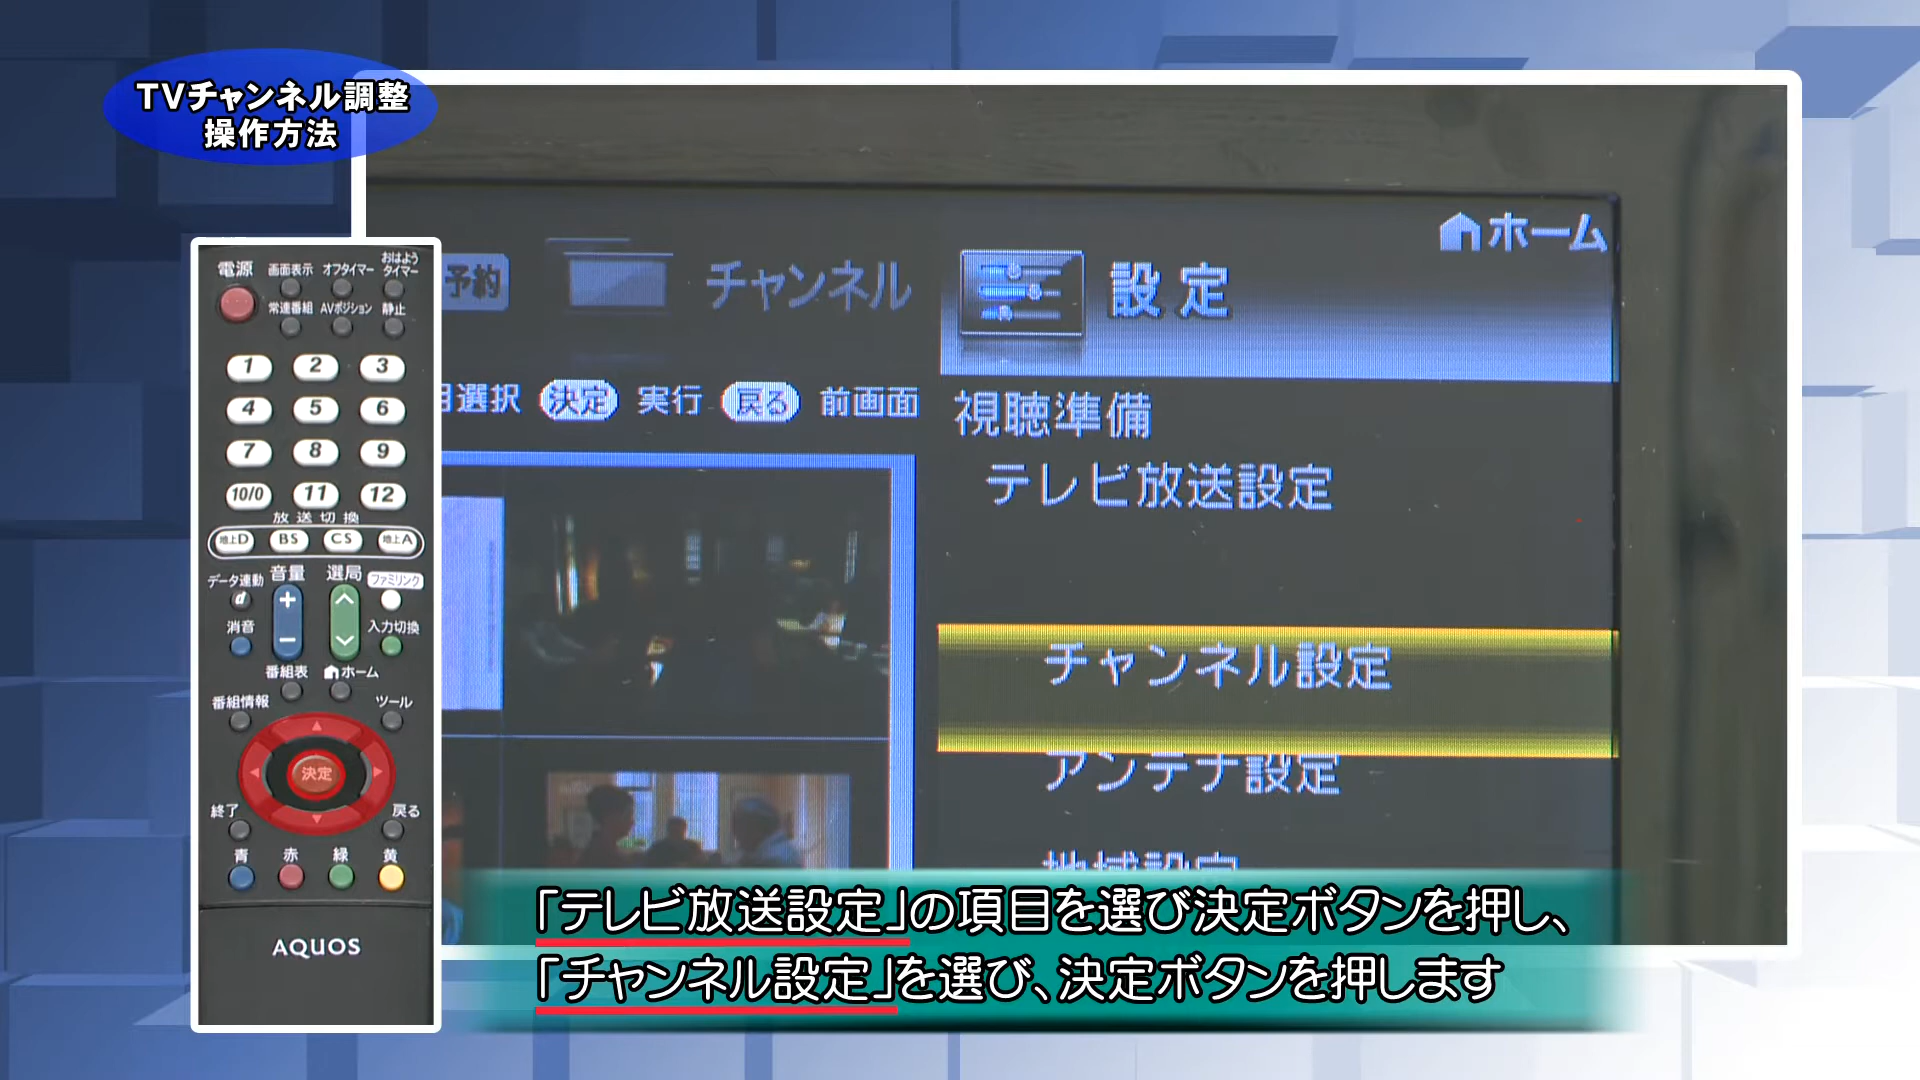 TVチャンネル調整
操作方法
ホーム
予約
チャンネル
設定
選択 決定 実行 戻る 前画面
視聴準備
テレビ放送設定
チャンネル設定
アンテナ設定
地域設定
電源 画面表示 オフタイマー おはようタイマー
常連番組 AVポジション 静止
1 2 3
4 5 6
7 8 9
10/0 11 12
放送切換
地上D BS CS 地上A
データ連動 音量 選局 ファミリンク
d + −
消音 入力切換
番組表 ホーム
番組情報 ツール
決定
終了 戻る
青 赤 緑 黄
AQUOS
「テレビ放送設定」の項目を選び決定ボタンを押し、
「チャンネル設定」を選び、決定ボタンを押します